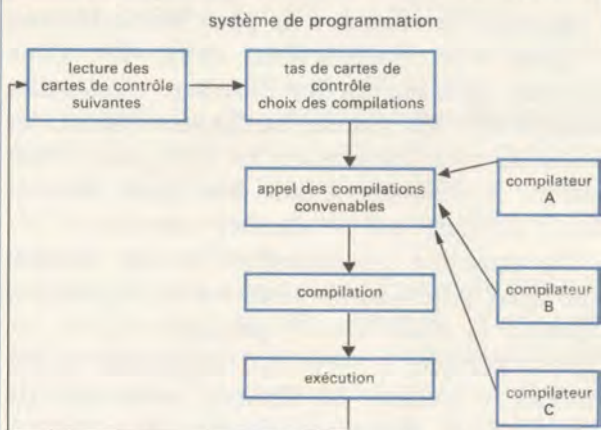 système de programmation
lecture des
cartes de contrôle
suivantes
tas de cartes de
contrôle
choix des compilations
appel des compilations
convenables
compilateur
A
compilation
compilateur
B
exécution
compilateur
C